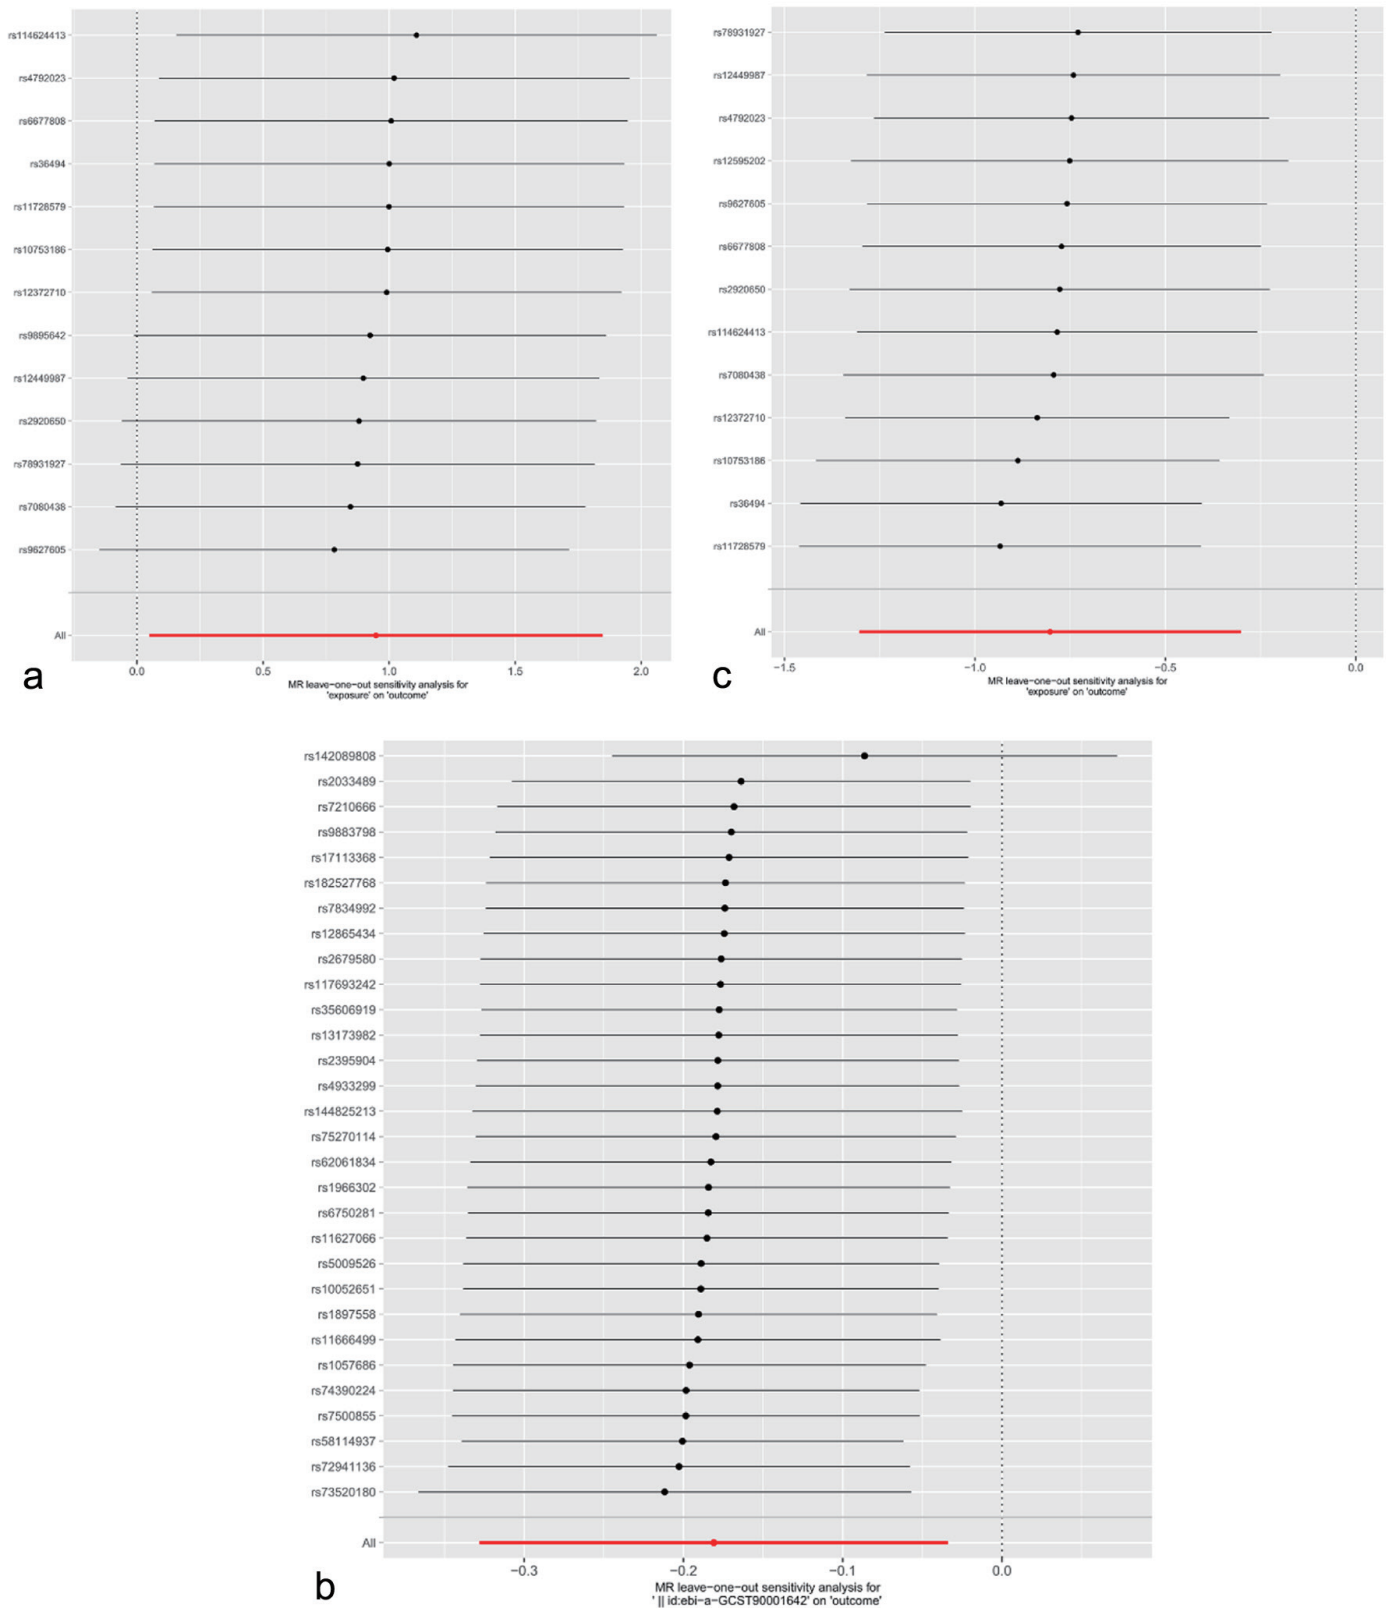 rs114624413
rs4792023
rs6677808
rs36494
rs11728579
rs10753186
rs12372710
rs9895642
rs12449987
rs2920650
rs78931927
rs7080438
rs9627605
All
0.0 0.5 1.0 1.5 2.0
MR leave-one-out sensitivity analysis for
'exposure' on 'outcome'
a
rs78931927
rs12449987
rs4792023
rs12595202
rs9627605
rs6677808
rs2920650
rs114624413
rs7080438
rs12372710
rs10753186
rs36494
rs11728579
All
−1.5 −1.0 −0.5 0.0
MR leave-one-out sensitivity analysis for
'exposure' on 'outcome'
c
rs142089808
rs2033489
rs7210666
rs9883798
rs17113368
rs182527768
rs7834992
rs12865434
rs2679580
rs117693242
rs35606919
rs13173982
rs2395904
rs4933299
rs144825213
rs75270114
rs62061834
rs1966302
rs6750281
rs11627066
rs5009526
rs10052651
rs1897558
rs11666499
rs1057686
rs74390224
rs7500855
rs58114937
rs72941136
rs73520180
All
−0.3 −0.2 −0.1 0.0
MR leave−one−out sensitivity analysis for
' || id:ebi−a−GCST90001642' on 'outcome'
b